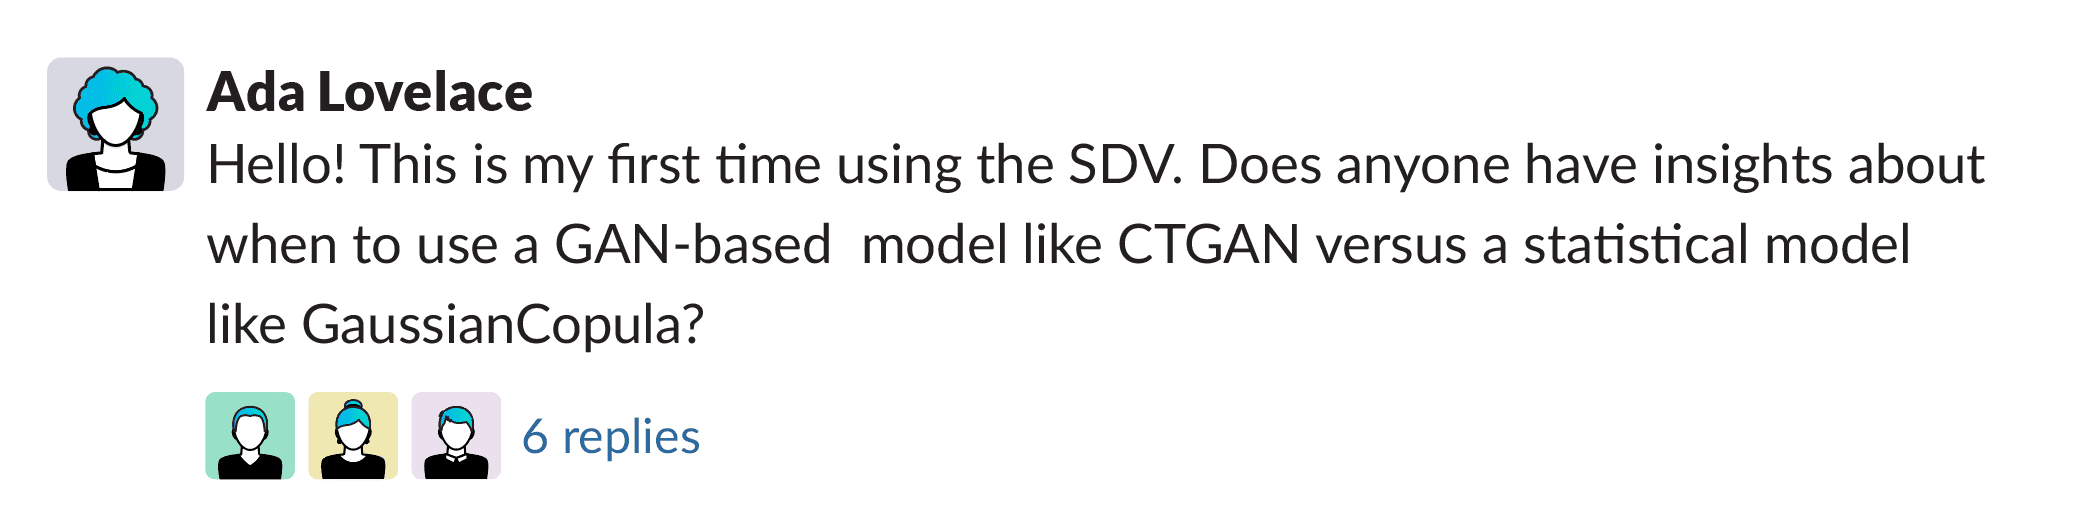 Ada Lovelace
Hello! This is my first time using the SDV. Does anyone have insights about
when to use a GAN-based  model like CTGAN versus a statistical model
like GaussianCopula?
6 replies